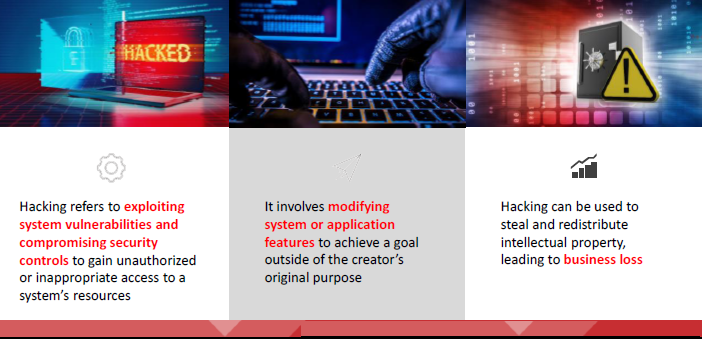 HACKED
Hacking refers to exploiting
system vulnerabilities and
compromising security
controls to gain unauthorized
or inappropriate access to a
system's resources
It involves modifying
system or application
features to achieve a goal
outside of the creator's
original purpose
Hacking can be used to
steal and redistribute
intellectual property,
leading to business loss